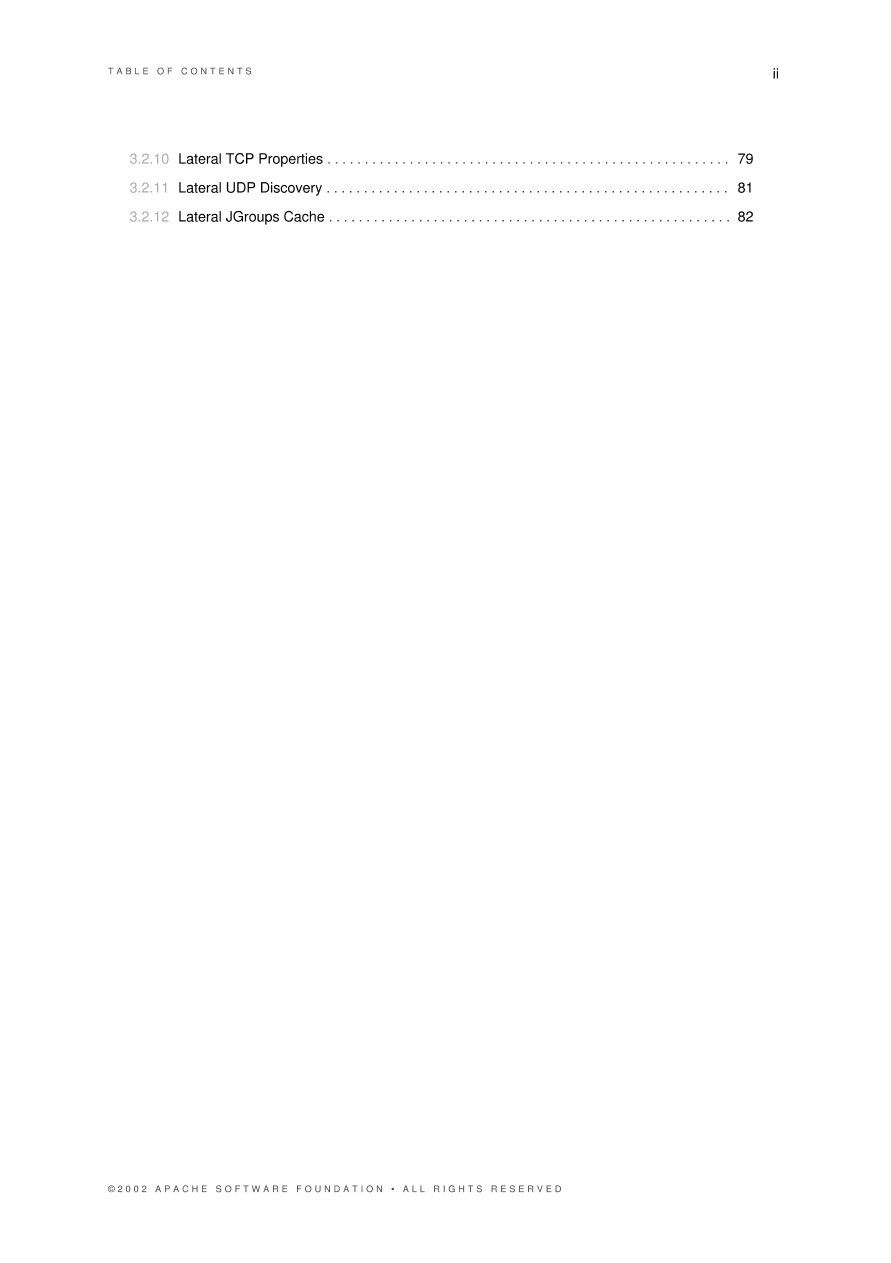 TABLE OF CONTENTS ii
3.2.10 Lateral TCP Properties . . . . . . . . . . . . . . . . . . . . . . . . . . . . . . . . . . . . . . . . . . . . . . . . . . . . . . 79
3.2.11 Lateral UDP Discovery . . . . . . . . . . . . . . . . . . . . . . . . . . . . . . . . . . . . . . . . . . . . . . . . . . . . . . 81
3.2.12 Lateral JGroups Cache . . . . . . . . . . . . . . . . . . . . . . . . . . . . . . . . . . . . . . . . . . . . . . . . . . . . . . 82
©2002 APACHE SOFTWARE FOUNDATION • ALL RIGHTS RESERVED